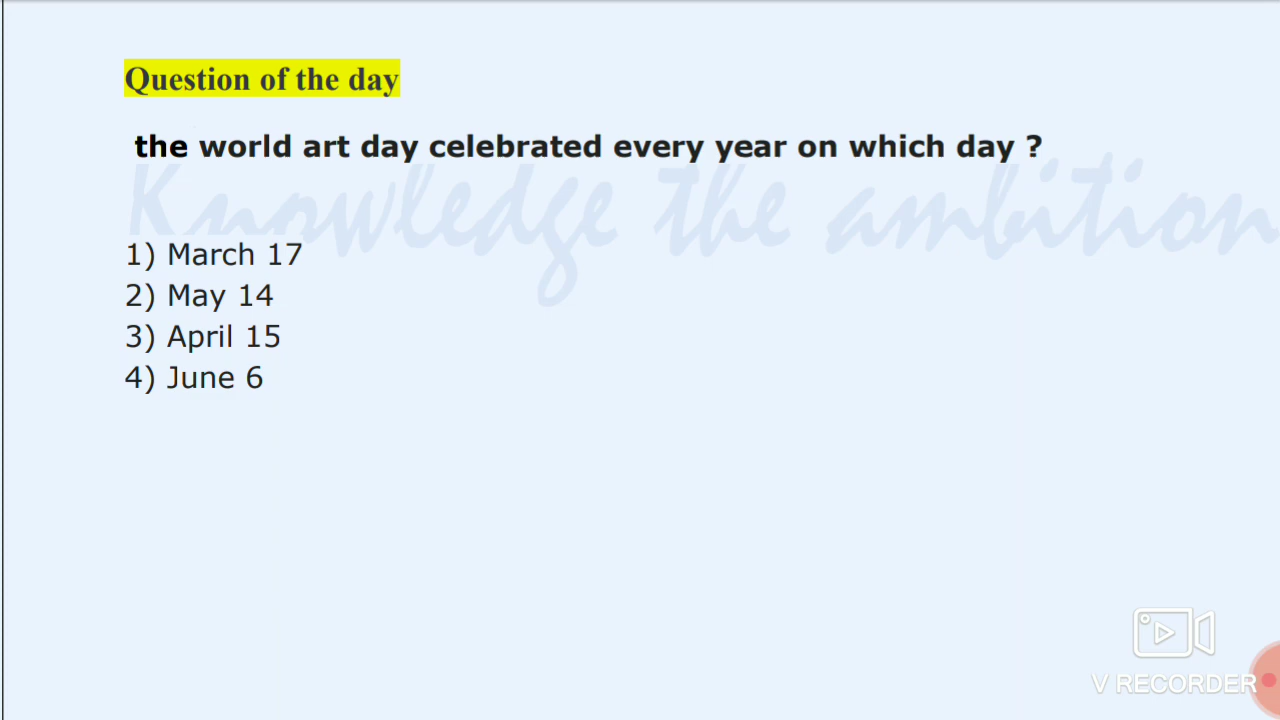 Question of the day
the world art day celebrated every year on which day ?
Knowledge the ambition
1) March 17
2) May 14
3) April 15
4) June 6
V RECORDER